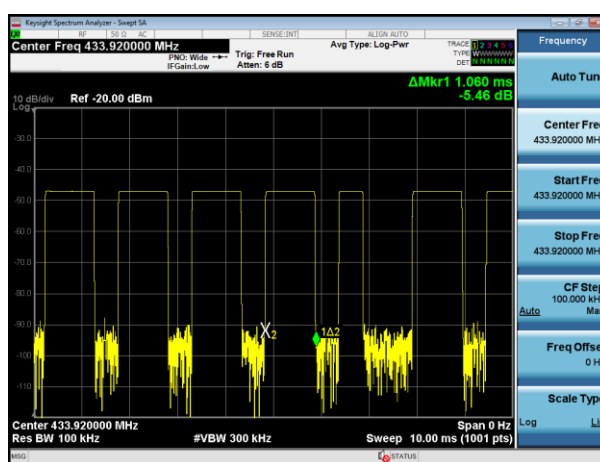 Keysight Spectrum Analyzer - Swept SA
RF 50 Ω AC SENSE:INT ALIGN AUTO
Center Freq 433.920000 MHz
PNO: Wide
IFGain:Low
Trig: Free Run
Atten: 6 dB
Avg Type: Log-Pwr
TRACE 1 2 3 4 5 6
TYPE W
DET N N N N N N
ΔMkr1 1.060 ms
-5.46 dB
10 dB/div Ref -20.00 dBm
Log
-30.0
-40.0
-50.0
-60.0
-70.0
-80.0
-90.0
-100
-110
X2
1Δ2
Center 433.920000 MHz Span 0 Hz
Res BW 100 kHz #VBW 300 kHz Sweep 10.00 ms (1001 pts)
MSG STATUS
Frequency
Auto Tun
Center Fre
433.920000 MH
Start Fre
433.920000 MH
Stop Fre
433.920000 MH
CF Step
100.000 kH
Auto Ma
Freq Offse
0 H
Scale Type
Log Li